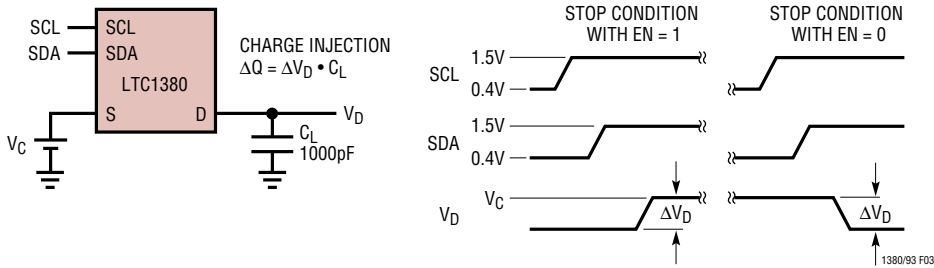 SCL
SDA
SCL
SDA
LTC1380
S
D
V_C
CHARGE INJECTION
ΔQ = ΔV_D • C_L
V_D
C_L
1000pF
STOP CONDITION
WITH EN = 1
STOP CONDITION
WITH EN = 0
SCL
1.5V
0.4V
SDA
1.5V
0.4V
V_D
V_C
ΔV_D
ΔV_D
1380/93 F03